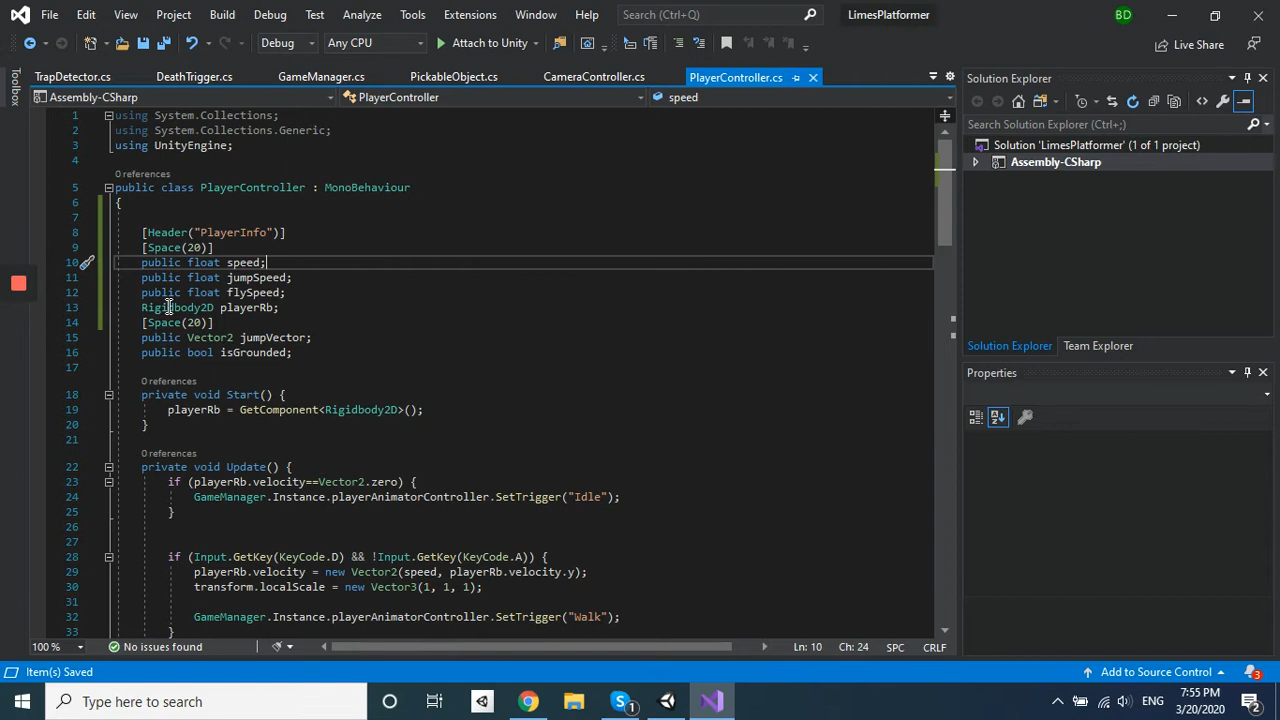 File Edit View Project Build Debug Test Analyze Tools Extensions Window Help Search (Ctrl+Q) LimesPlatformer BD
Debug Any CPU Attach to Unity Live Share
Toolbox
TrapDetector.cs DeathTrigger.cs GameManager.cs PickableObject.cs CameraController.cs PlayerController.cs
Assembly-CSharp PlayerController speed
1 using System.Collections;
2 using System.Collections.Generic;
3 using UnityEngine;
4
0 references
5 public class PlayerController : MonoBehaviour
6 {
7
8 [Header("PlayerInfo")]
9 [Space(20)]
10 public float speed;
11 public float jumpSpeed;
12 public float flySpeed;
13 Rigidbody2D playerRb;
14 [Space(20)]
15 public Vector2 jumpVector;
16 public bool isGrounded;
17
0 references
18 private void Start() {
19 playerRb = GetComponent<Rigidbody2D>();
20 }
21
0 references
22 private void Update() {
23 if (playerRb.velocity==Vector2.zero) {
24 GameManager.Instance.playerAnimatorController.SetTrigger("Idle");
25 }
26
27
28 if (Input.GetKey(KeyCode.D) && !Input.GetKey(KeyCode.A)) {
29 playerRb.velocity = new Vector2(speed, playerRb.velocity.y);
30 transform.localScale = new Vector3(1, 1, 1);
31
32 GameManager.Instance.playerAnimatorController.SetTrigger("Walk");
33 }
100 % No issues found Ln: 10 Ch: 24 SPC CRLF
Solution Explorer
Search Solution Explorer (Ctrl+;)
Solution 'LimesPlatformer' (1 of 1 project)
Assembly-CSharp
Solution Explorer Team Explorer
Properties
Item(s) Saved Add to Source Control 3
Type here to search 1 ENG 7:55 PM 3/20/2020 2